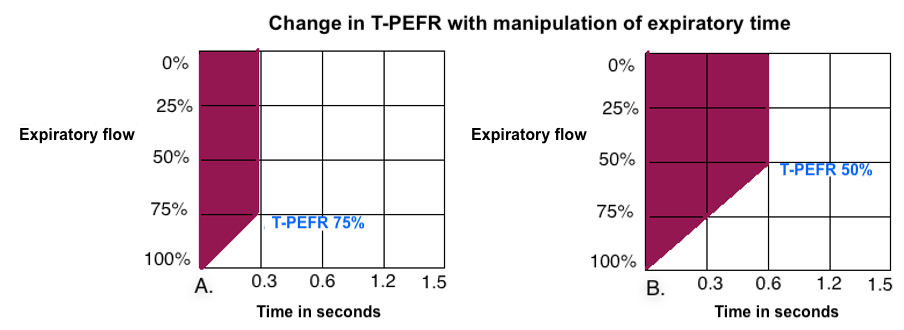 Change in T-PEFR with manipulation of expiratory time
0%
25%
Expiratory flow
50%
75%
T-PEFR 75%
100%
A.
0.3 0.6 1.2 1.5
Time in seconds
0%
25%
Expiratory flow
50%
T-PEFR 50%
75%
100%
B.
0.3 0.6 1.2 1.5
Time in seconds